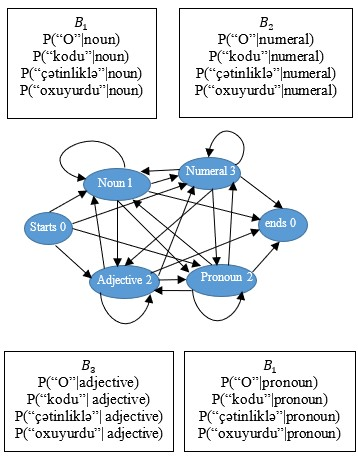 B₁
P(“O”|noun)
P(“kodu”|noun)
P(“çətinliklə”|noun)
P(“oxuyurdu”|noun)
B₂
P(“O”|numeral)
P(“kodu”|numeral)
P(“çətinliklə”|numeral)
P(“oxuyurdu”|numeral)
Noun 1
Numeral 3
Starts 0
ends 0
Adjective 2
Pronoun 2
B₃
P(“O”|adjective)
P(“kodu”| adjective)
P(“çətinliklə”| adjective)
P(“oxuyurdu”| adjective)
B₁
P(“O”|pronoun)
P(“kodu”|pronoun)
P(“çətinliklə”|pronoun)
P(“oxuyurdu”|pronoun)